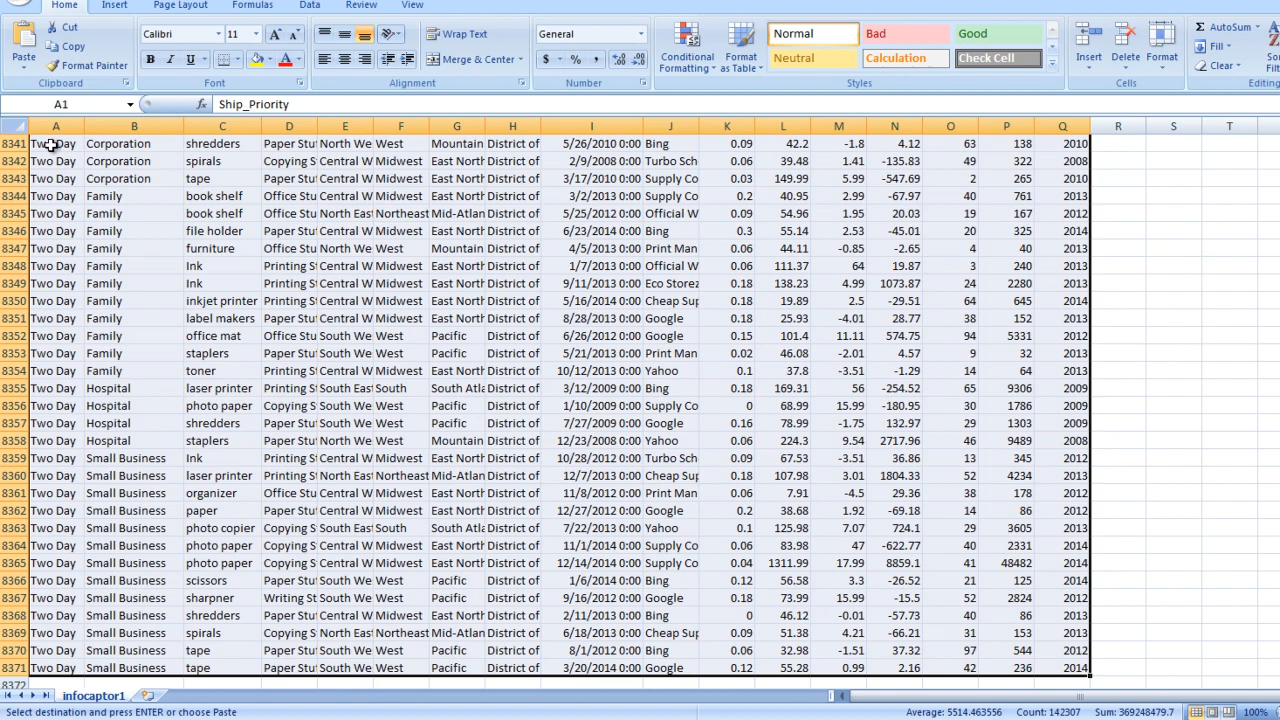 Home Insert Page Layout Formulas Data Review View
Paste Cut Copy Format Painter Clipboard
Calibri 11 A A B I U A Font
Wrap Text Merge & Center Alignment
General $ % , Number
Conditional Formatting Format as Table Normal Bad Good Neutral Calculation Check Cell Styles
Insert Delete Format Cells
Σ AutoSum Fill Clear Editing
A1 fx Ship_Priority
A B C D E F G H I J K L M N O P Q R S T
8341 Two Day Corporation shredders Paper Stu North We West Mountain District of 5/26/2010 0:00 Bing 0.09 42.2 -1.8 4.12 63 138 2010
8342 Two Day Corporation spirals Copying St Central W Midwest East North District of 2/9/2008 0:00 Turbo Sch 0.06 39.48 1.41 -135.83 49 322 2008
8343 Two Day Corporation tape Paper Stu Central W Midwest East North District of 3/17/2010 0:00 Supply Co 0.03 149.99 5.99 -547.69 2 265 2010
8344 Two Day Family book shelf Office Stu Central W Midwest East North District of 3/2/2013 0:00 Supply Co 0.2 40.95 2.99 -67.97 40 761 2013
8345 Two Day Family book shelf Office Stu North East Northeast Mid-Atlan District of 5/25/2012 0:00 Official W 0.09 54.96 1.95 20.03 19 167 2012
8346 Two Day Family file holder Paper Stu Central W Midwest East North District of 6/23/2014 0:00 Bing 0.3 55.14 2.53 -45.01 20 325 2014
8347 Two Day Family furniture Office Stu North We West Mountain District of 4/5/2013 0:00 Print Man 0.06 44.11 -0.85 -2.65 4 40 2013
8348 Two Day Family Ink Printing St Central W Midwest East North District of 1/7/2013 0:00 Official W 0.06 111.37 64 19.87 3 240 2013
8349 Two Day Family Ink Printing St Central W Midwest East North District of 9/11/2013 0:00 Eco Storez 0.06 138.23 4.99 1073.87 24 2280 2013
8350 Two Day Family inkjet printer Printing St Central W Midwest East North District of 5/16/2014 0:00 Cheap Sup 0.18 19.89 2.5 -29.51 64 645 2014
8351 Two Day Family label makers Paper Stu Central W Midwest East North District of 8/28/2013 0:00 Google 0.18 25.93 -4.01 28.77 38 152 2013
8352 Two Day Family office mat Office Stu South We West Pacific District of 6/26/2012 0:00 Google 0.15 101.4 11.11 574.75 94 5331 2012
8353 Two Day Family staplers Paper Stu South We West Pacific District of 5/21/2013 0:00 Print Man 0.02 46.08 -2.01 4.57 9 32 2013
8354 Two Day Family toner Printing St South We West Pacific District of 10/12/2013 0:00 Yahoo 0.1 37.8 -3.51 -1.29 14 64 2013
8355 Two Day Hospital laser printer Printing St South East South South Atla District of 3/12/2009 0:00 Bing 0.18 169.31 56 -254.52 65 9306 2009
8356 Two Day Hospital photo paper Copying St South We West Pacific District of 1/10/2009 0:00 Supply Co 0 68.99 15.99 -180.95 30 1786 2009
8357 Two Day Hospital shredders Paper Stu South We West Pacific District of 7/27/2009 0:00 Google 0.16 78.99 -1.75 132.97 29 1303 2009
8358 Two Day Hospital staplers Paper Stu North We West Mountain District of 12/23/2008 0:00 Yahoo 0.06 224.3 9.54 2717.96 46 9489 2008
8359 Two Day Small Business Ink Printing St Central W Midwest East North District of 10/28/2012 0:00 Turbo Sch 0.09 67.53 -3.51 36.86 13 345 2012
8360 Two Day Small Business laser printer Printing St North East Northeast Mid-Atlan District of 12/7/2013 0:00 Cheap Sup 0.18 107.98 3.01 1804.33 52 4234 2013
8361 Two Day Small Business organizer Office Stu Central W Midwest East North District of 11/8/2012 0:00 Print Man 0.06 7.91 -4.5 29.36 38 178 2012
8362 Two Day Small Business paper Paper Stu South We West Pacific District of 12/27/2012 0:00 Google 0.2 38.68 1.92 -69.18 14 86 2012
8363 Two Day Small Business photo copier Copying St South East South South Atla District of 7/22/2013 0:00 Yahoo 0.1 125.98 7.07 724.1 29 3605 2013
8364 Two Day Small Business photo paper Copying St Central W Midwest East North District of 11/1/2014 0:00 Supply Co 0.06 83.98 47 -622.77 40 2331 2014
8365 Two Day Small Business photo paper Copying St Central W Midwest East North District of 12/14/2014 0:00 Supply Co 0.04 1311.99 17.99 8859.1 41 48482 2014
8366 Two Day Small Business scissors Paper Stu South We West Pacific District of 1/6/2014 0:00 Bing 0.12 56.58 3.3 -26.52 21 125 2014
8367 Two Day Small Business sharpner Writing St South We West Pacific District of 9/16/2012 0:00 Google 0.18 73.99 15.99 -15.5 52 2824 2012
8368 Two Day Small Business shredders Paper Stu Central W Midwest East North District of 2/11/2013 0:00 Bing 0 46.12 -0.01 -57.73 40 86 2013
8369 Two Day Small Business spirals Copying St North East Northeast Mid-Atlan District of 6/18/2013 0:00 Cheap Sup 0.09 51.38 4.21 -66.21 31 153 2013
8370 Two Day Small Business tape Paper Stu South We West Pacific District of 8/1/2012 0:00 Bing 0.06 32.98 -1.51 37.32 97 544 2012
8371 Two Day Small Business tape Paper Stu Central W Midwest East North District of 3/20/2014 0:00 Google 0.12 55.28 0.99 2.16 42 236 2014
8372
infocaptor1
Select destination and press ENTER or choose Paste Average: 5514.463556 Count: 142307 Sum: 369248479.7 100%